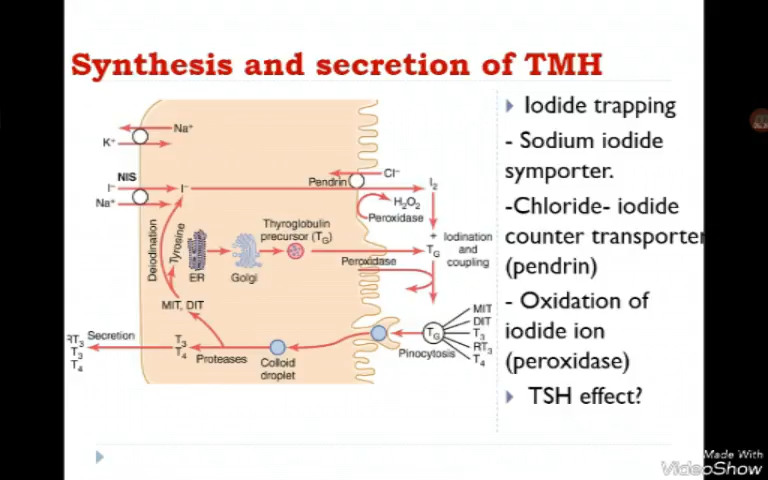 Synthesis and secretion of TMH
Na⁺
K⁺
NIS
I⁻
I⁻
Na⁺
Pendrin
Cl⁻
I₂
H₂O₂
Peroxidase
Deiodination
Tyrosine
ER
Golgi
Thyroglobulin
precursor (TG)
Peroxidase
+
TG
Iodination
and
coupling
MIT, DIT
Secretion
RT₃
T₃
T₄
T₃
T₄
Proteases
Colloid
droplet
Pinocytosis
TG
MIT
DIT
T₃
RT₃
T₄
Iodide trapping
- Sodium iodide
symporter.
-Chloride- iodide
counter transporter
(pendrin)
- Oxidation of
iodide ion
(peroxidase)
TSH effect?
Made With
VideoShow